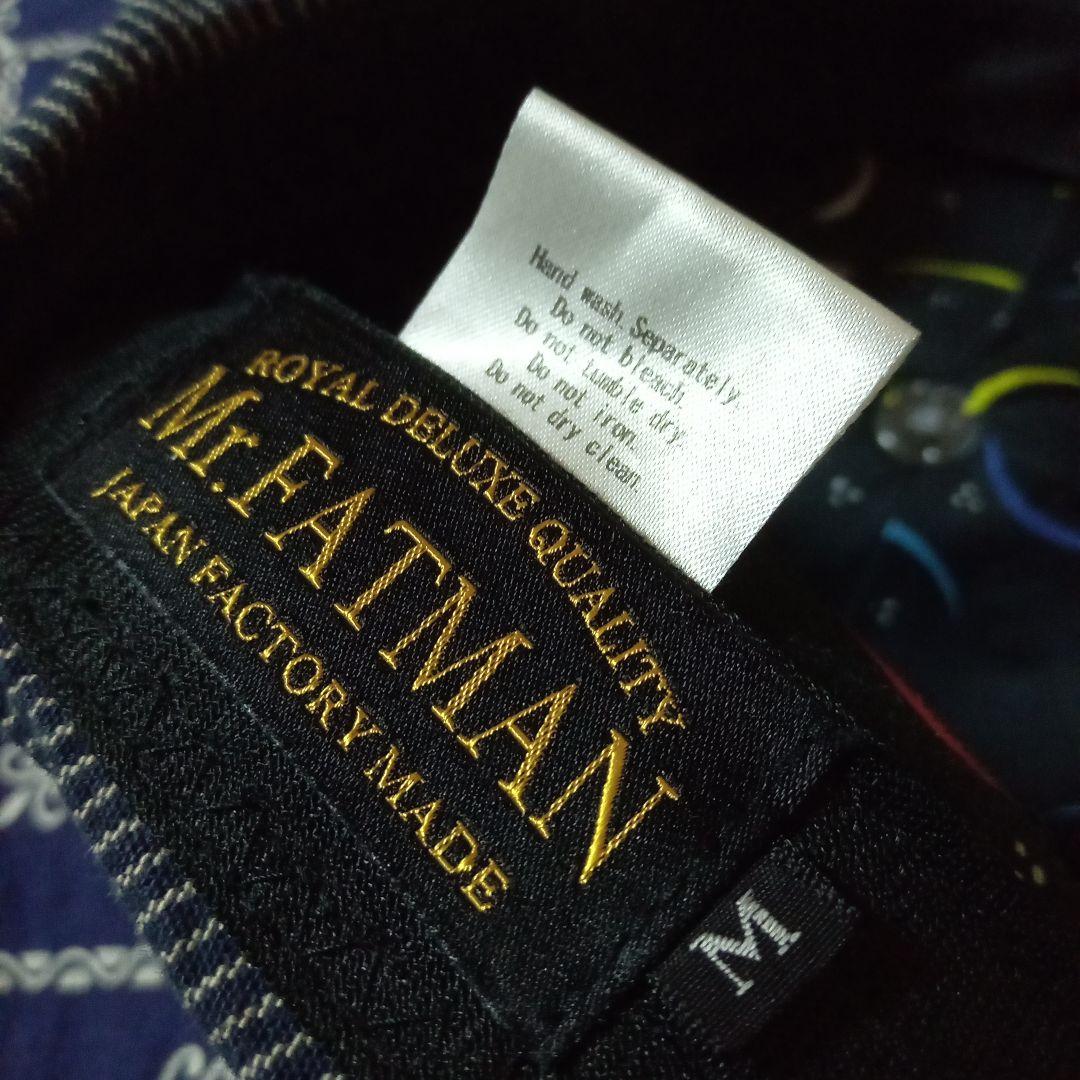 Hand wash Separately.
Do not bleach.
Do not tumble dry.
Do not iron.
Do not dry clean.
ROYAL DELUXE QUALITY
Mr.FATMAN
JAPAN FACTORY MADE
M